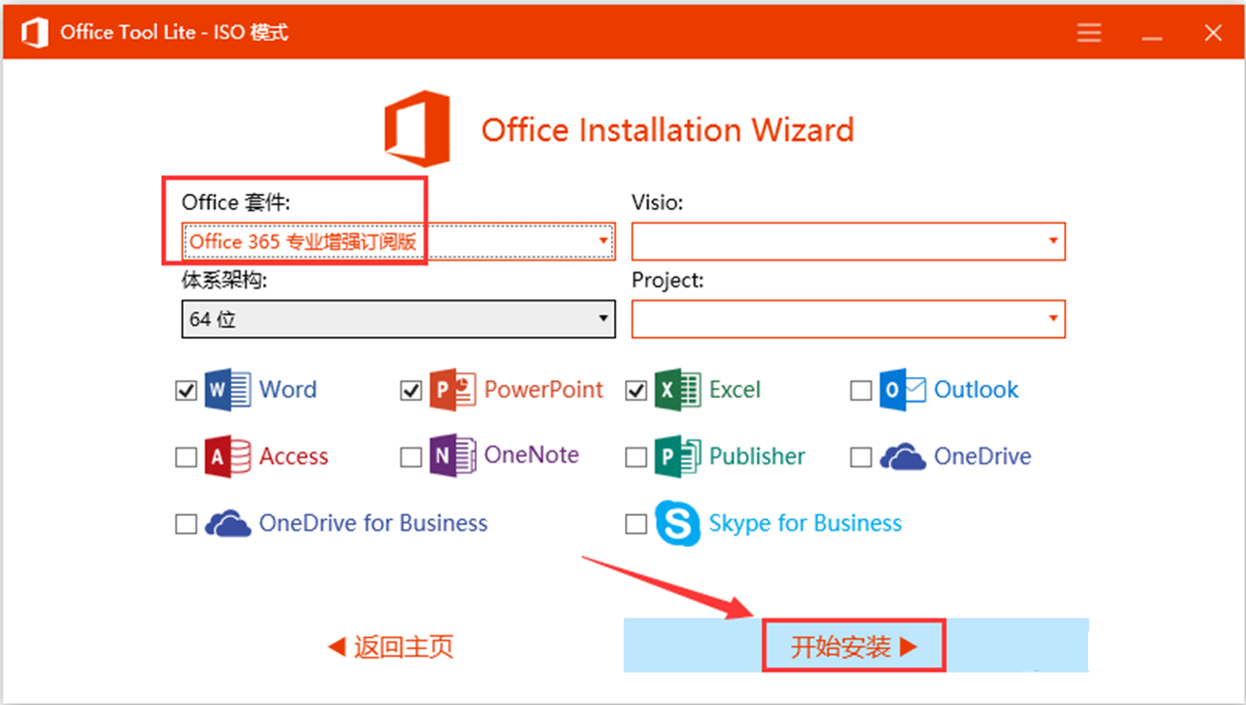 Office Tool Lite - ISO 模式
Office Installation Wizard
Office 套件:
Visio:
Office 365 专业增强订阅版
体系架构:
Project:
64 位
Word
PowerPoint
Excel
Outlook
Access
OneNote
Publisher
OneDrive
OneDrive for Business
Skype for Business
返回主页
开始安装